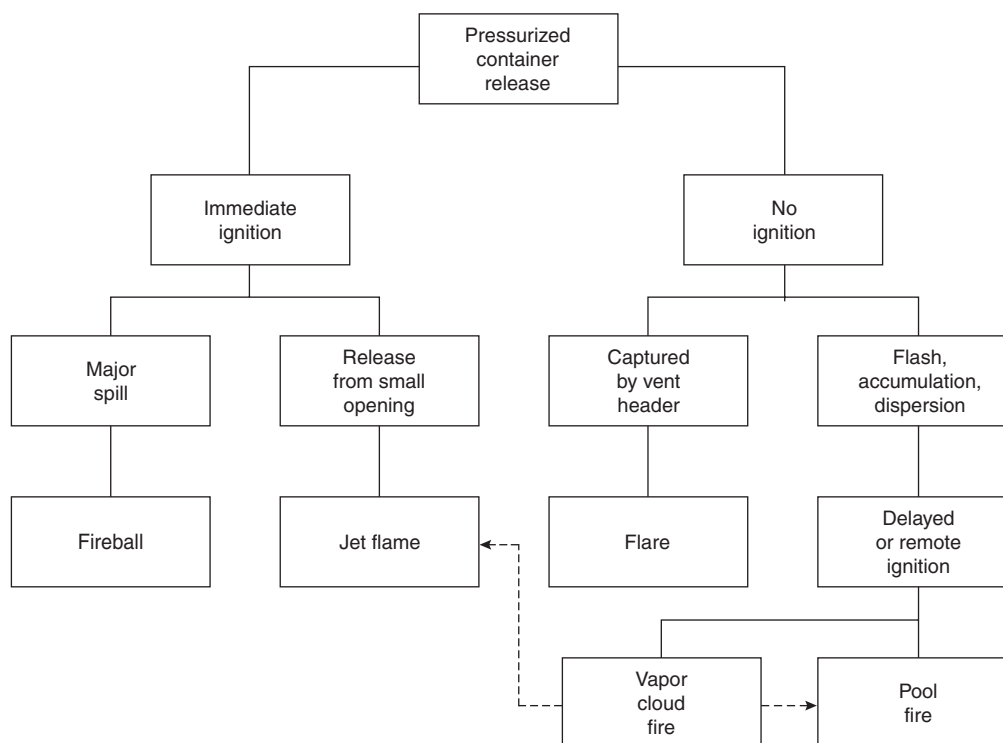 Pressurized
container
release
Immediate
ignition
No
ignition
Major
spill
Release
from small
opening
Captured
by vent
header
Flash,
accumulation,
dispersion
Fireball
Jet flame
Flare
Delayed
or remote
ignition
Vapor
cloud
fire
Pool
fire